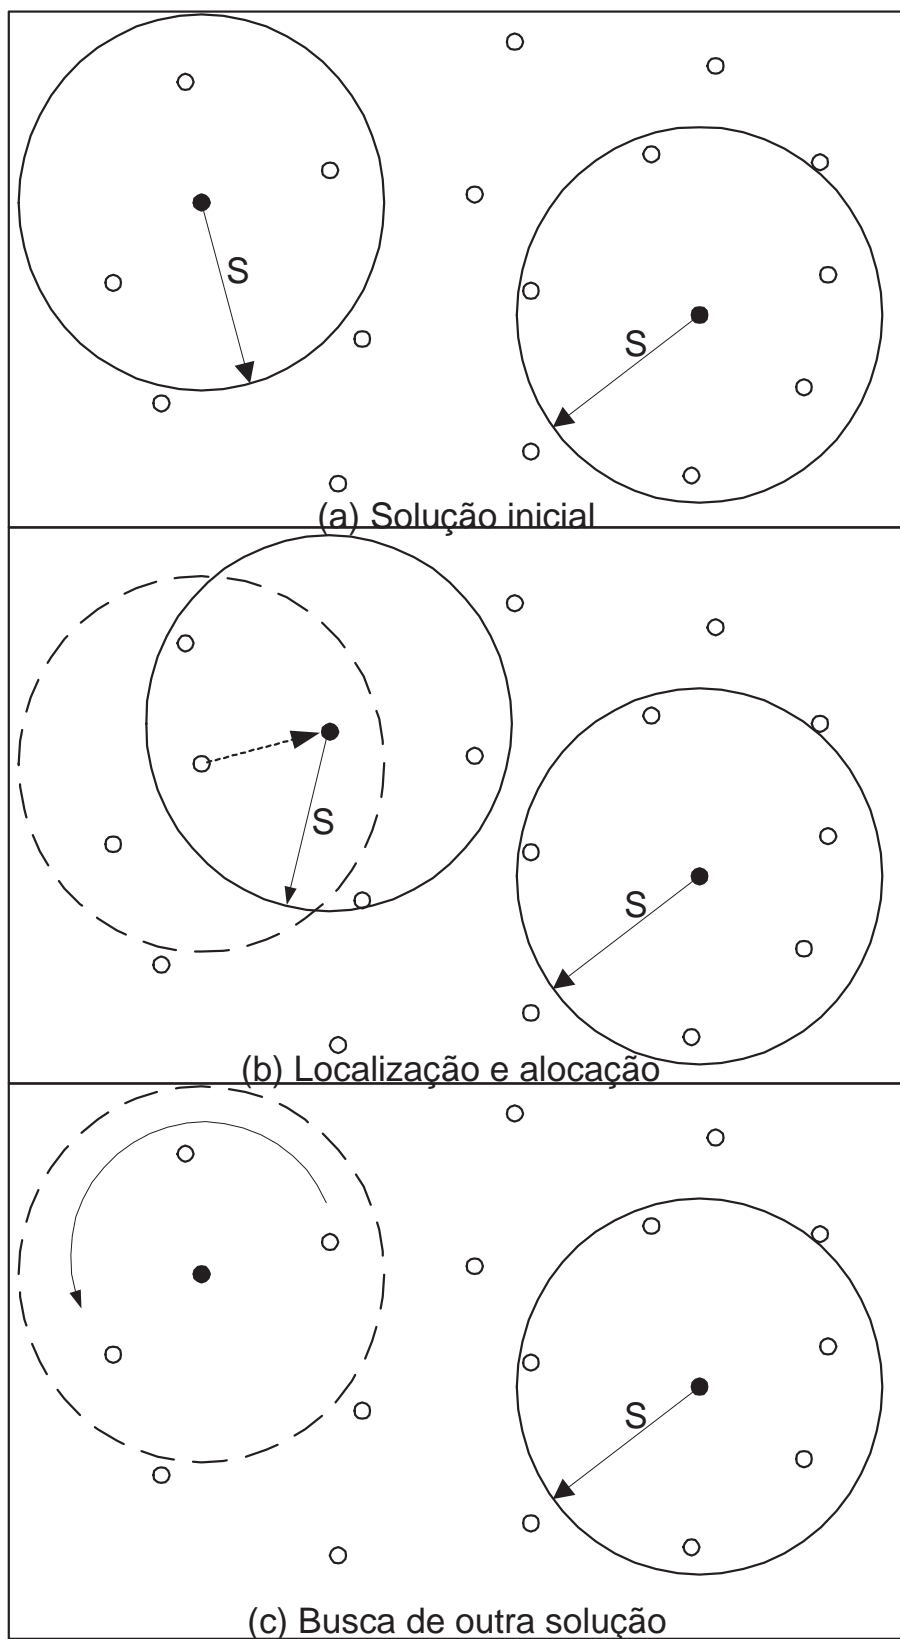 S
S
(a) Solução inicial
S
S
(b) Localização e alocação
S
(c) Busca de outra solução